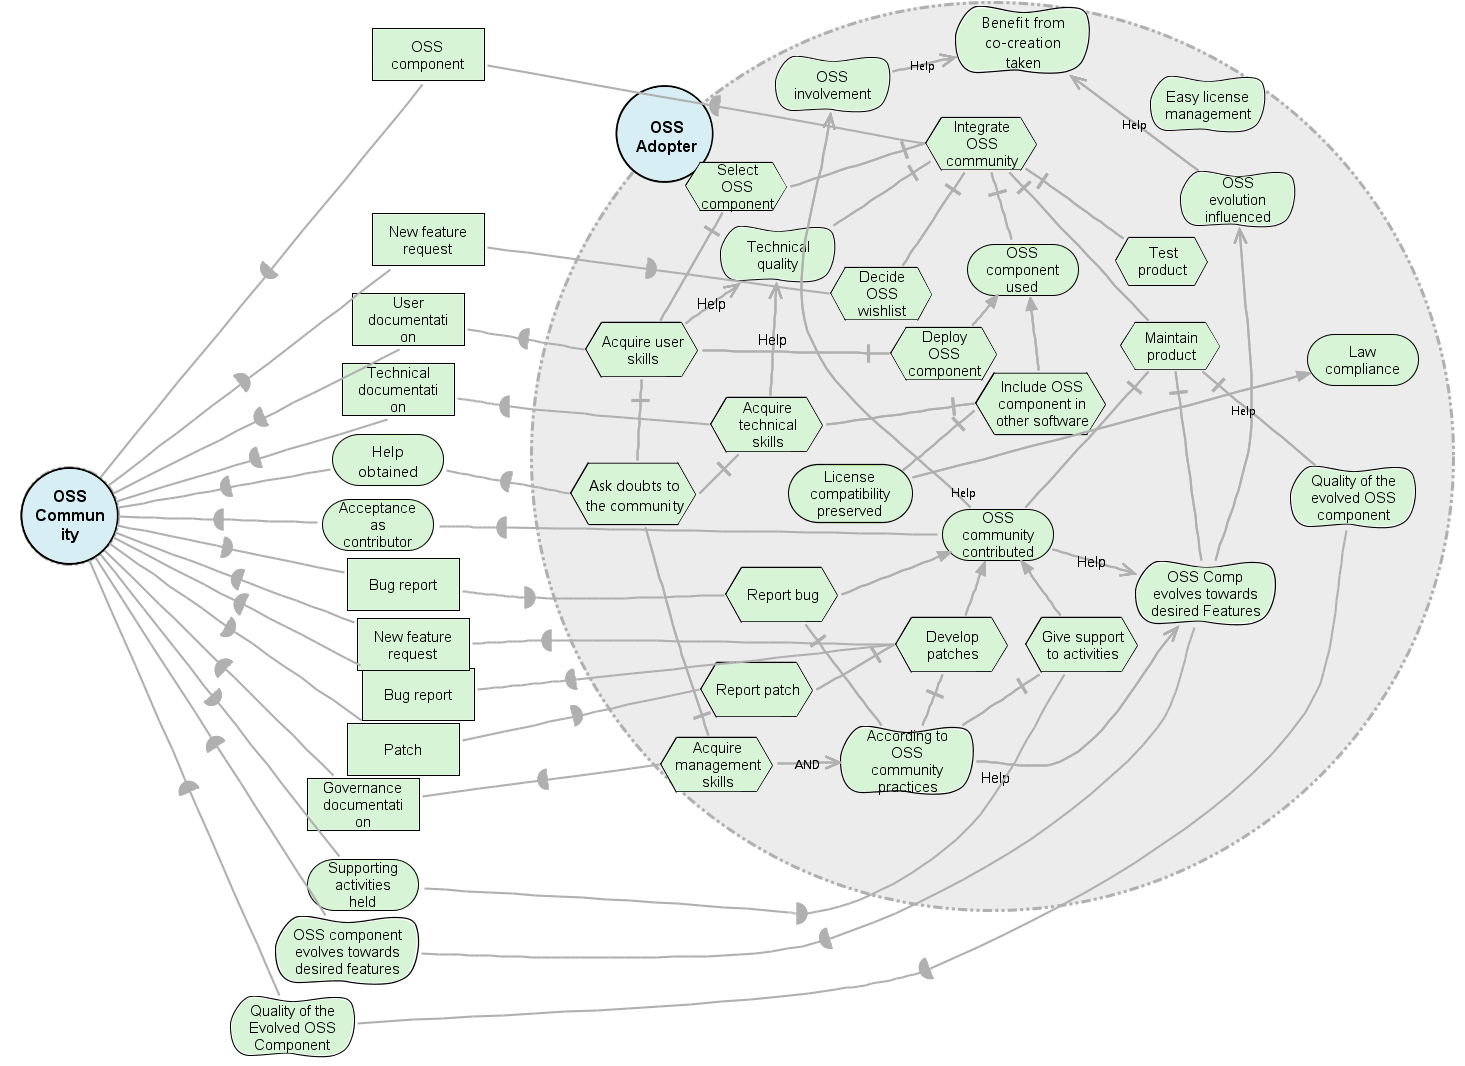 OSS
component
New feature
request
User
documentati
on
Technical
documentati
on
Help
obtained
Acceptance
as
contributor
Bug report
New feature
request
Bug report
Patch
Governance
documentati
on
Supporting
activities
held
OSS component
evolves towards
desired features
Quality of the
Evolved OSS
Component
OSS
Commun
ity
OSS
Adopter
Benefit from
co-creation
taken
OSS
involvement
Help
Easy license
management
Help
Integrate
OSS
community
Select
OSS
component
OSS
evolution
influenced
Technical
quality
OSS
component
used
Test
product
Decide
OSS
wishlist
Help
Acquire user
skills
Help
Deploy
OSS
component
Maintain
product
Law
compliance
Include OSS
component in
other software
Help
Acquire
technical
skills
Ask doubts to
the community
License
compatibility
preserved
Help
Quality of the
evolved OSS
component
OSS
community
contributed
Help
OSS Comp
evolves towards
desired Features
Report bug
Develop
patches
Give support
to activities
Report patch
Acquire
management
skills
AND
According to
OSS
community
practices
Help